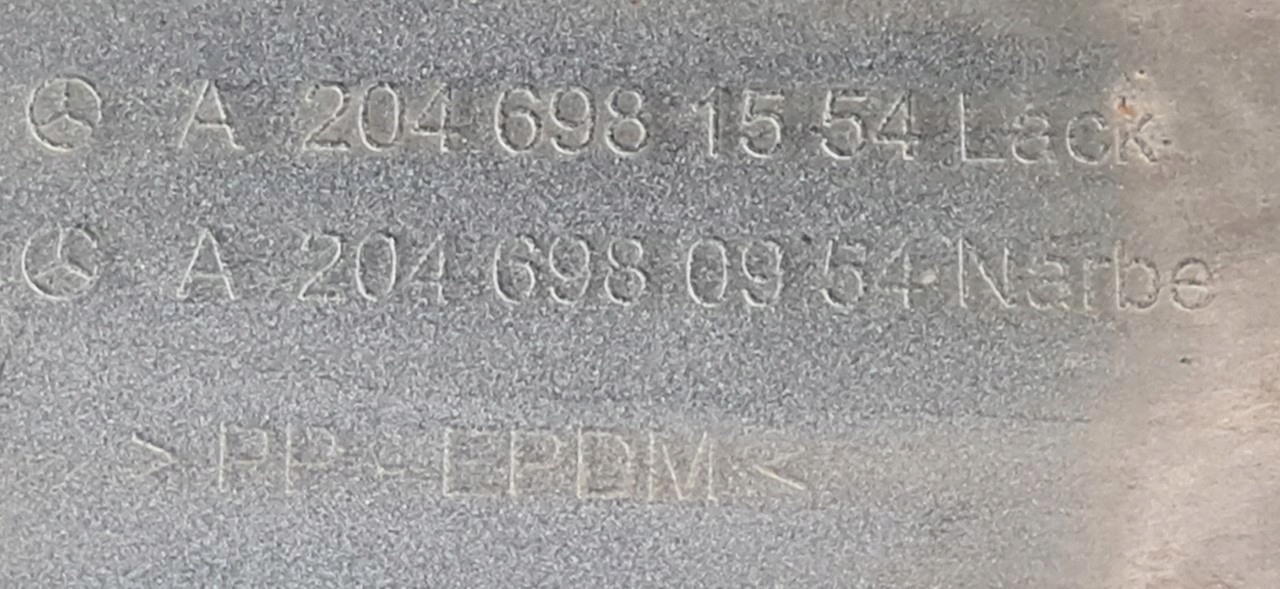 A 204 698 15 54 Lack
A 204 698 09 54 Narbe
>PP-EPDM<